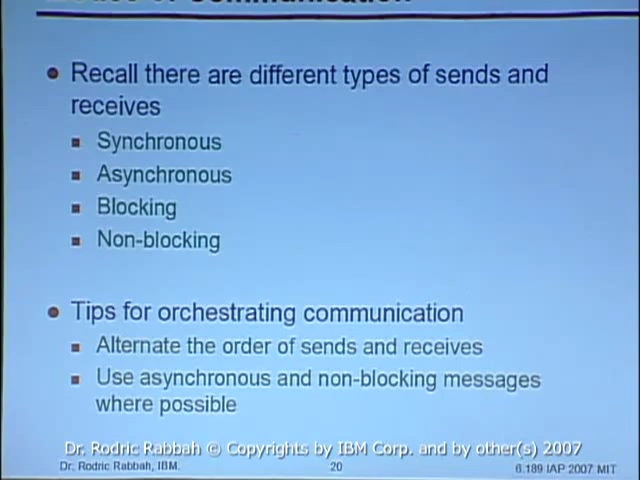 Recall there are different types of sends and
receives
Synchronous
Asynchronous
Blocking
Non-blocking
Tips for orchestrating communication
Alternate the order of sends and receives
Use asynchronous and non-blocking messages
where possible
Dr. Rodric Rabbah © Copyrights by IBM Corp. and by other(s) 2007
Dr. Rodric Rabbah, IBM.
20
6.189 IAP 2007 MIT